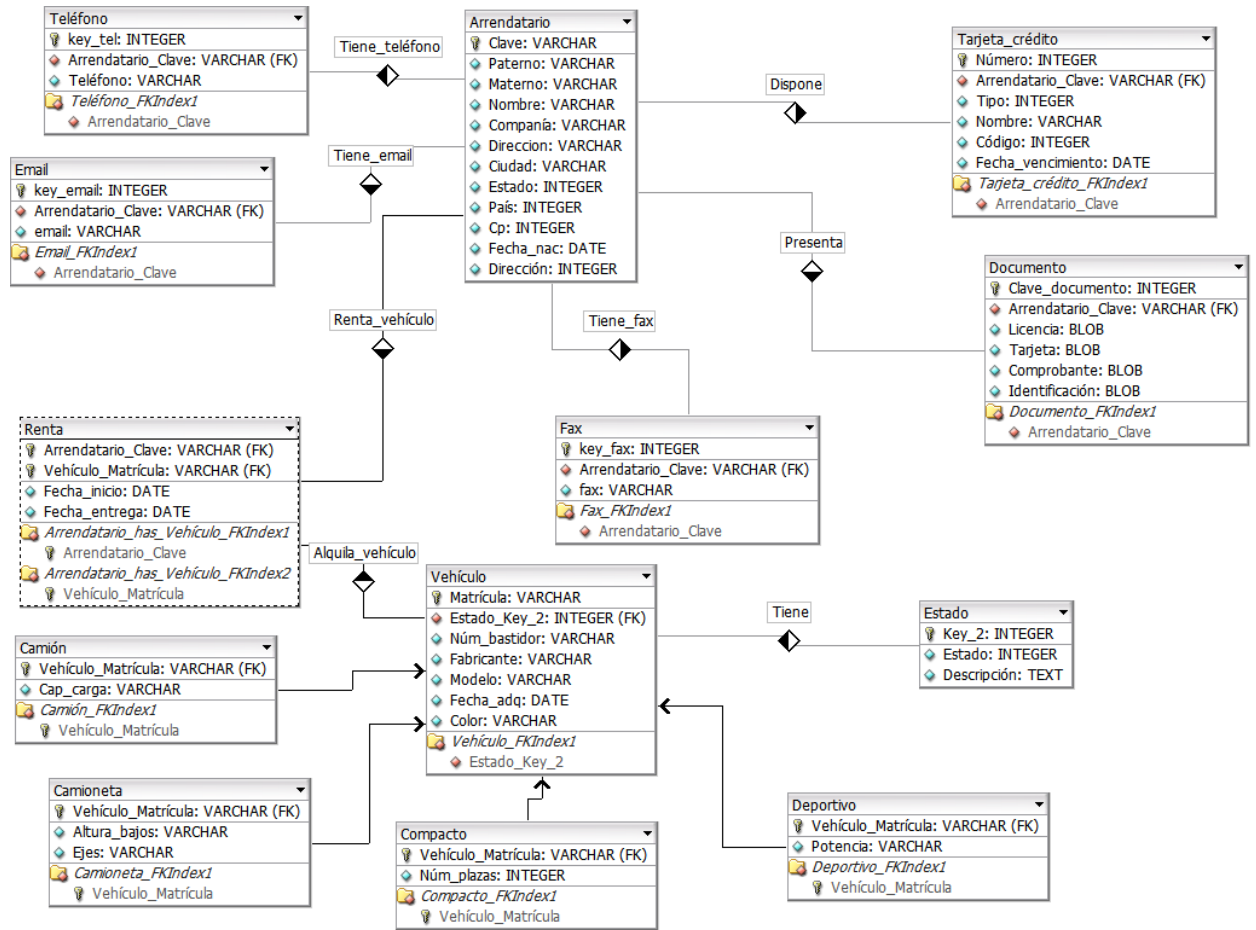 Teléfono
key_tel: INTEGER
Arrendatario_Clave: VARCHAR (FK)
Teléfono: VARCHAR
Teléfono_FKIndex1
Arrendatario_Clave
Tiene_teléfono
Arrendatario
Clave: VARCHAR
Paterno: VARCHAR
Materno: VARCHAR
Nombre: VARCHAR
Companía: VARCHAR
Direccion: VARCHAR
Ciudad: VARCHAR
Estado: INTEGER
País: INTEGER
Cp: INTEGER
Fecha_nac: DATE
Dirección: INTEGER
Dispone
Tarjeta_crédito
Número: INTEGER
Arrendatario_Clave: VARCHAR (FK)
Tipo: INTEGER
Nombre: VARCHAR
Código: INTEGER
Fecha_vencimiento: DATE
Tarjeta_crédito_FKIndex1
Arrendatario_Clave
Email
key_email: INTEGER
Arrendatario_Clave: VARCHAR (FK)
email: VARCHAR
Email_FKIndex1
Arrendatario_Clave
Tiene_email
Presenta
Documento
Clave_documento: INTEGER
Arrendatario_Clave: VARCHAR (FK)
Licencia: BLOB
Tarjeta: BLOB
Comprobante: BLOB
Identificación: BLOB
Documento_FKIndex1
Arrendatario_Clave
Renta_vehículo
Tiene_fax
Renta
Arrendatario_Clave: VARCHAR (FK)
Vehículo_Matrícula: VARCHAR (FK)
Fecha_inicio: DATE
Fecha_entrega: DATE
Arrendatario_has_Vehículo_FKIndex1
Arrendatario_Clave
Arrendatario_has_Vehículo_FKIndex2
Vehículo_Matrícula
Fax
key_fax: INTEGER
Arrendatario_Clave: VARCHAR (FK)
fax: VARCHAR
Fax_FKIndex1
Arrendatario_Clave
Alquila_vehículo
Vehículo
Matrícula: VARCHAR
Estado_Key_2: INTEGER (FK)
Núm_bastidor: VARCHAR
Fabricante: VARCHAR
Modelo: VARCHAR
Fecha_adq: DATE
Color: VARCHAR
Vehículo_FKIndex1
Estado_Key_2
Tiene
Estado
Key_2: INTEGER
Estado: INTEGER
Descripción: TEXT
Camión
Vehículo_Matrícula: VARCHAR (FK)
Cap_carga: VARCHAR
Camión_FKIndex1
Vehículo_Matrícula
Camioneta
Vehículo_Matrícula: VARCHAR (FK)
Altura_bajos: VARCHAR
Ejes: VARCHAR
Camioneta_FKIndex1
Vehículo_Matrícula
Compacto
Vehículo_Matrícula: VARCHAR (FK)
Núm_plazas: INTEGER
Compacto_FKIndex1
Vehículo_Matrícula
Deportivo
Vehículo_Matrícula: VARCHAR (FK)
Potencia: VARCHAR
Deportivo_FKIndex1
Vehículo_Matrícula